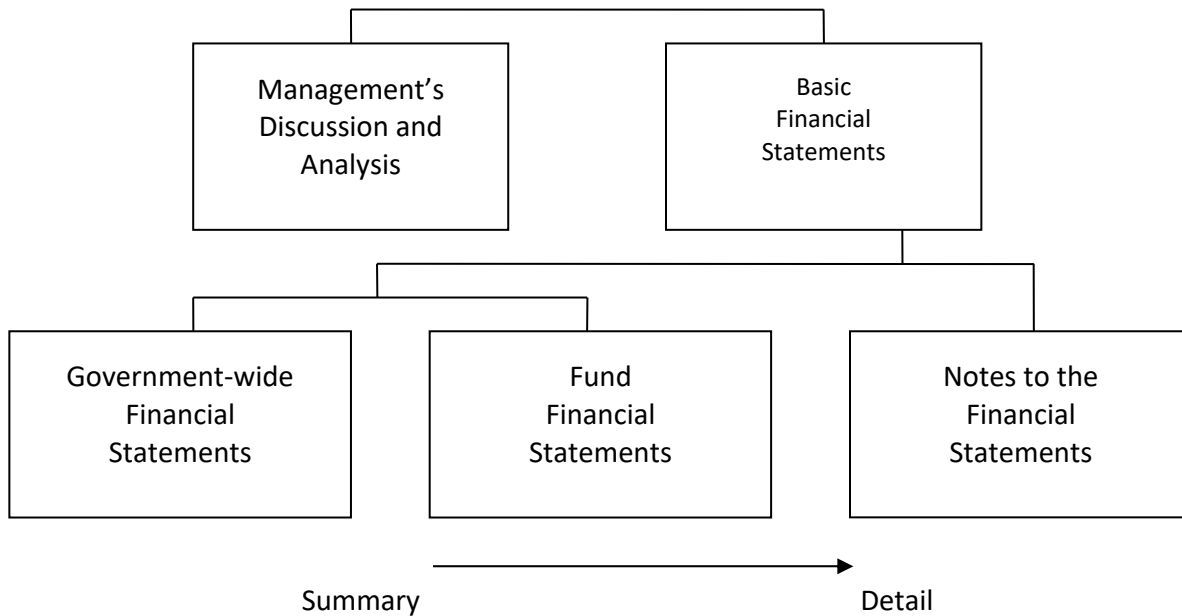 Management’s
Discussion and
Analysis
Basic
Financial
Statements
Government-wide
Financial
Statements
Fund
Financial
Statements
Notes to the
Financial
Statements
Summary
Detail